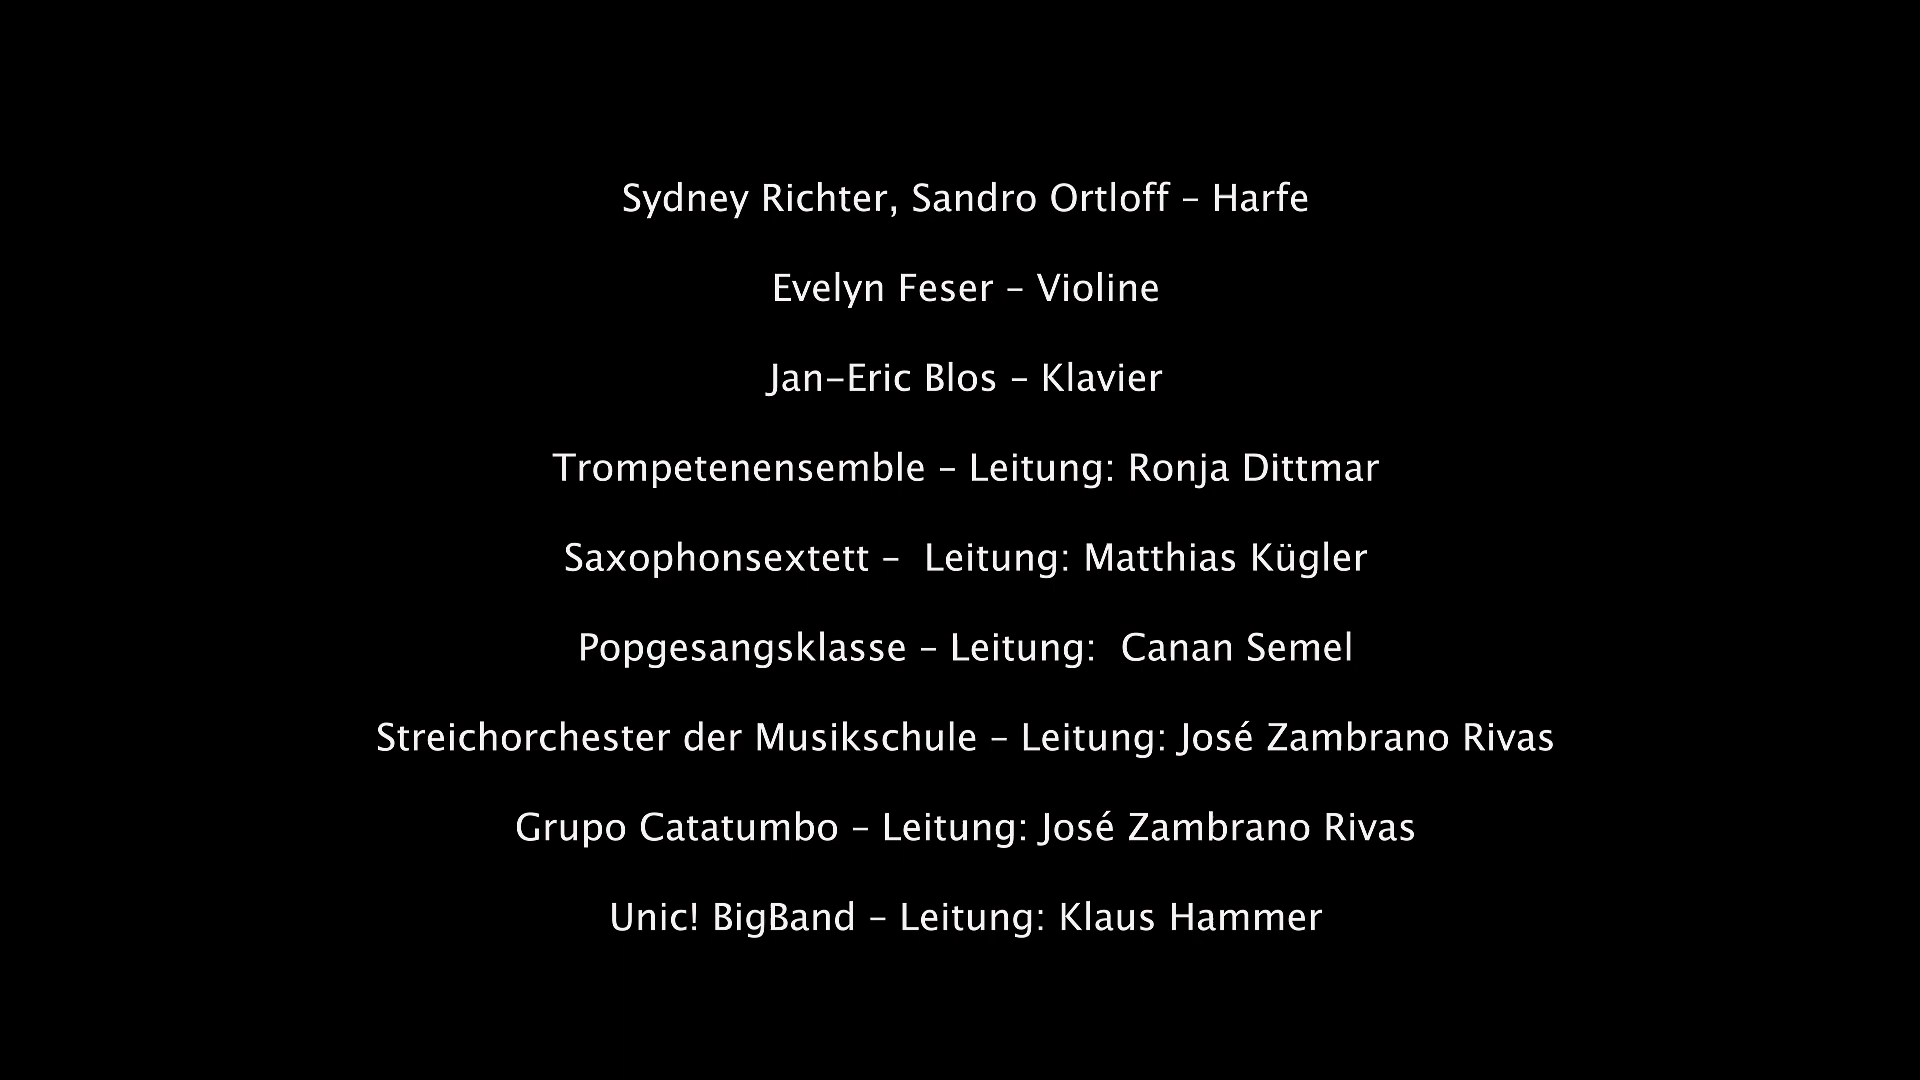 Sydney Richter, Sandro Ortloff – Harfe
Evelyn Feser – Violine
Jan-Eric Blos – Klavier
Trompetenensemble – Leitung: Ronja Dittmar
Saxophonsextett –  Leitung: Matthias Kügler
Popgesangsklasse – Leitung:  Canan Semel
Streichorchester der Musikschule – Leitung: José Zambrano Rivas
Grupo Catatumbo – Leitung: José Zambrano Rivas
Unic! BigBand – Leitung: Klaus Hammer